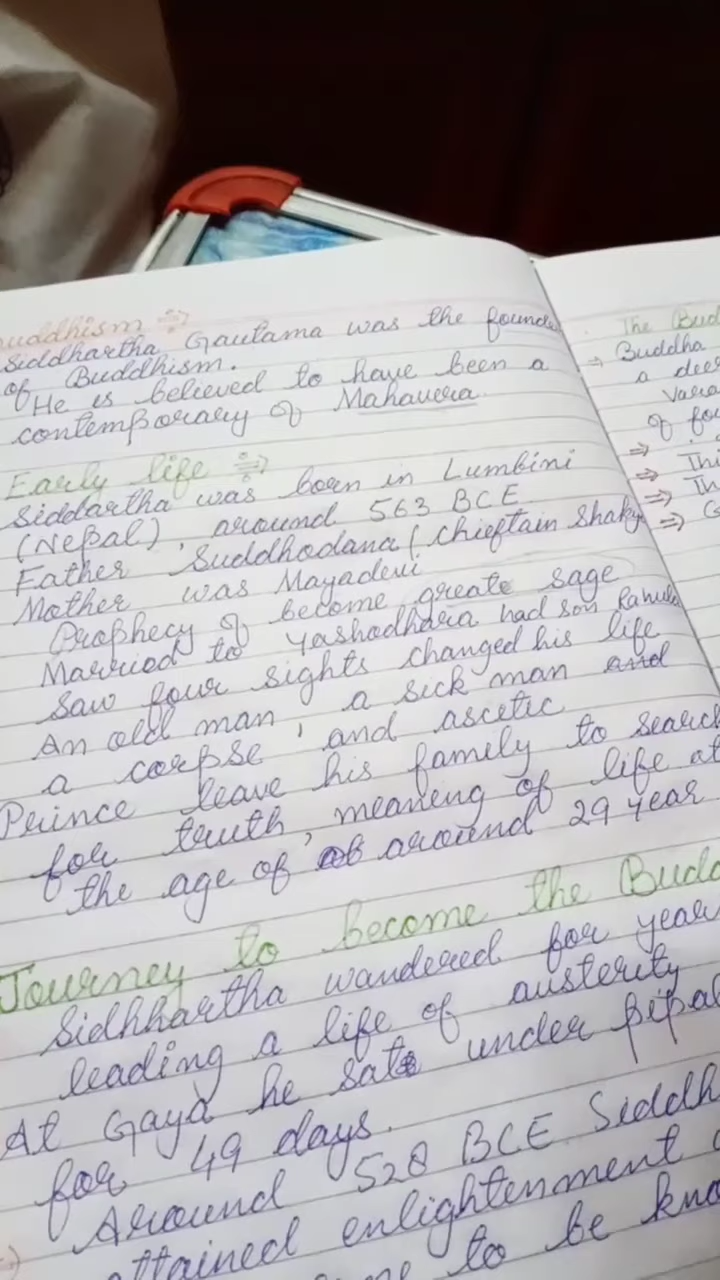 Buddhism
Siddhartha Gautama was the
of Buddhism.
He is believed to have been a
contemporary of Mahavira
Early life
Siddartha was born in Lumbini
(Nepal), around 563 BCE
Father Suddhodana (Chieftain Shaky
Mother was Mayadevi
Prophecy of become great sage
Married to Yashodhara had son Rahula
Saw four sights changed his life
An old man, a sick man and
a corpse, and ascetic
Prince leave his family to search
for truth, meaning of life at
the age of around 29 year
Journey to become the Budd
Sidhhartha wandered for year
leading a life of austerity
At Gaya he sat under pipal
for 49 days.
Around 528 BCE Siddh
attained enlightenment
to be kno
The Bud
⇒ Buddha
a deer
Vara
of fo
⇒
⇒ Thi
⇒ Th
⇒